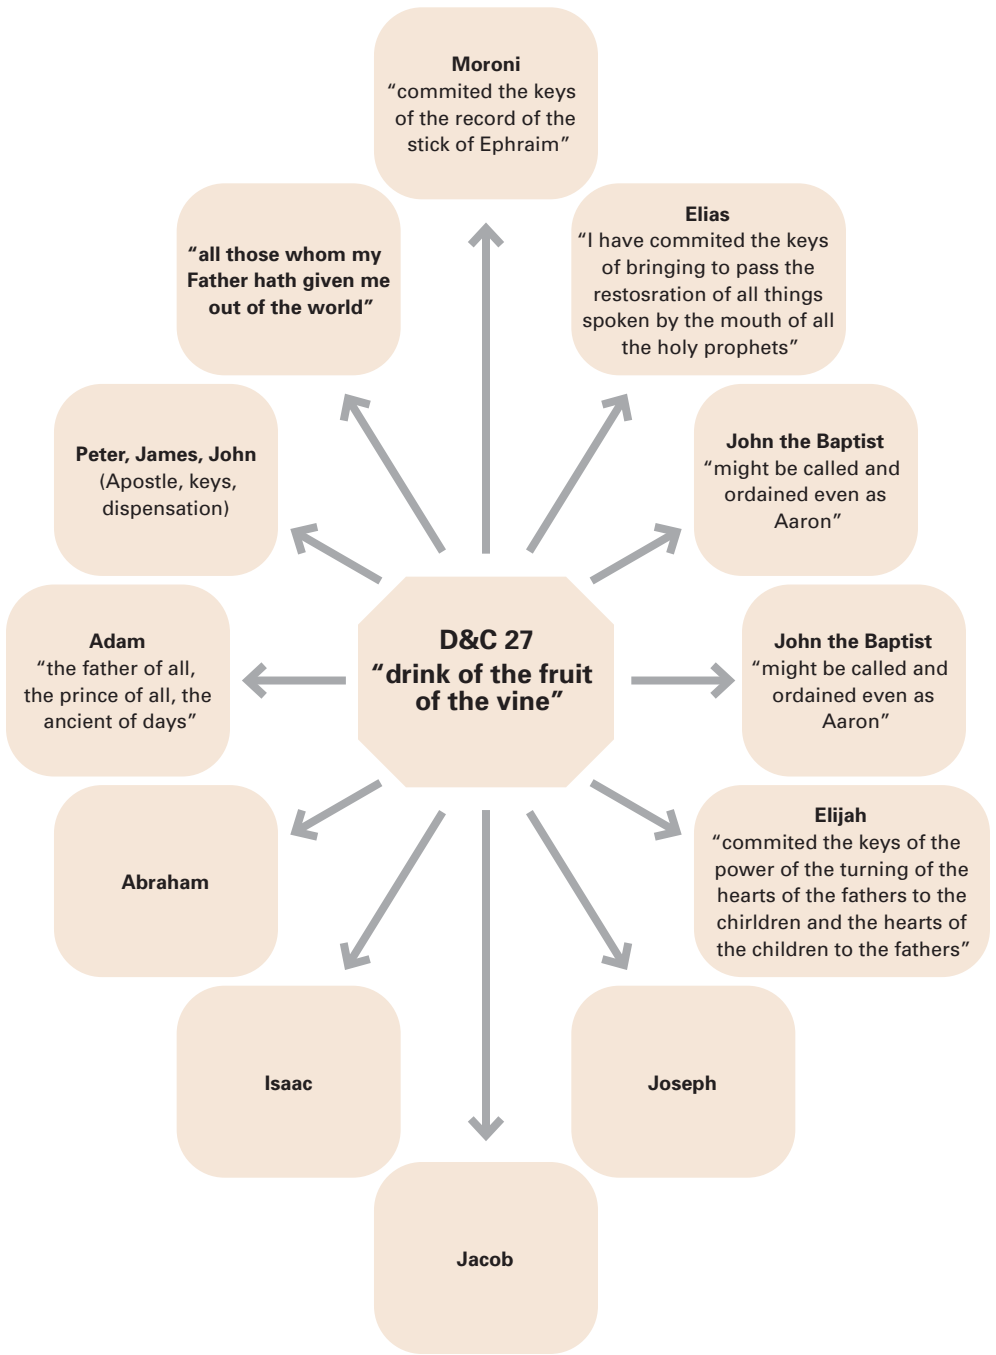 Moroni
“commited the keys
of the record of the
stick of Ephraim”
“all those whom my
Father hath given me
out of the world”
Elias
“I have commited the keys
of bringing to pass the
restosration of all things
spoken by the mouth of all
the holy prophets”
Peter, James, John
(Apostle, keys,
dispensation)
John the Baptist
“might be called and
ordained even as
Aaron”
Adam
“the father of all,
the prince of all, the
ancient of days”
D&C 27
“drink of the fruit
of the vine”
John the Baptist
“might be called and
ordained even as
Aaron”
Abraham
Elijah
“commited the keys of the
power of the turning of the
hearts of the fathers to the
chirldren and the hearts of
the children to the fathers”
Isaac
Joseph
Jacob